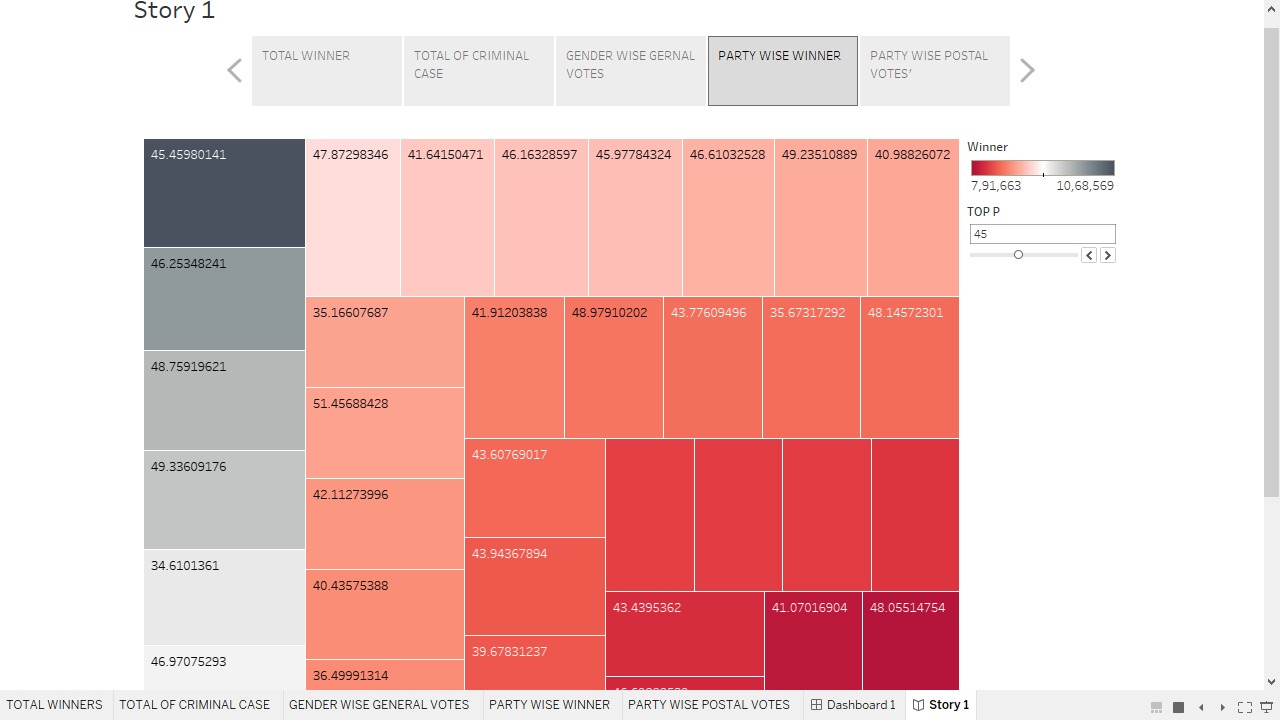 Story 1
TOTAL WINNER
TOTAL OF CRIMINAL CASE
GENDER WISE GERNAL VOTES
PARTY WISE WINNER
PARTY WISE POSTAL VOTES'
45.45980141
47.87298346
41.64150471
46.16328597
45.97784324
46.61032528
49.23510889
40.98826072
Winner
7,91,663
10,68,569
TOP P
45
46.25348241
35.16607687
41.91203838
48.97910202
43.77609496
35.67317292
48.14572301
48.75919621
51.45688428
43.60769017
49.33609176
42.11273996
43.94367894
34.6101361
40.43575388
43.4395362
41.07016904
48.05514754
39.67831237
46.97075293
36.49991314
TOTAL WINNERS
TOTAL OF CRIMINAL CASE
GENDER WISE GENERAL VOTES
PARTY WISE WINNER
PARTY WISE POSTAL VOTES
Dashboard 1
Story 1